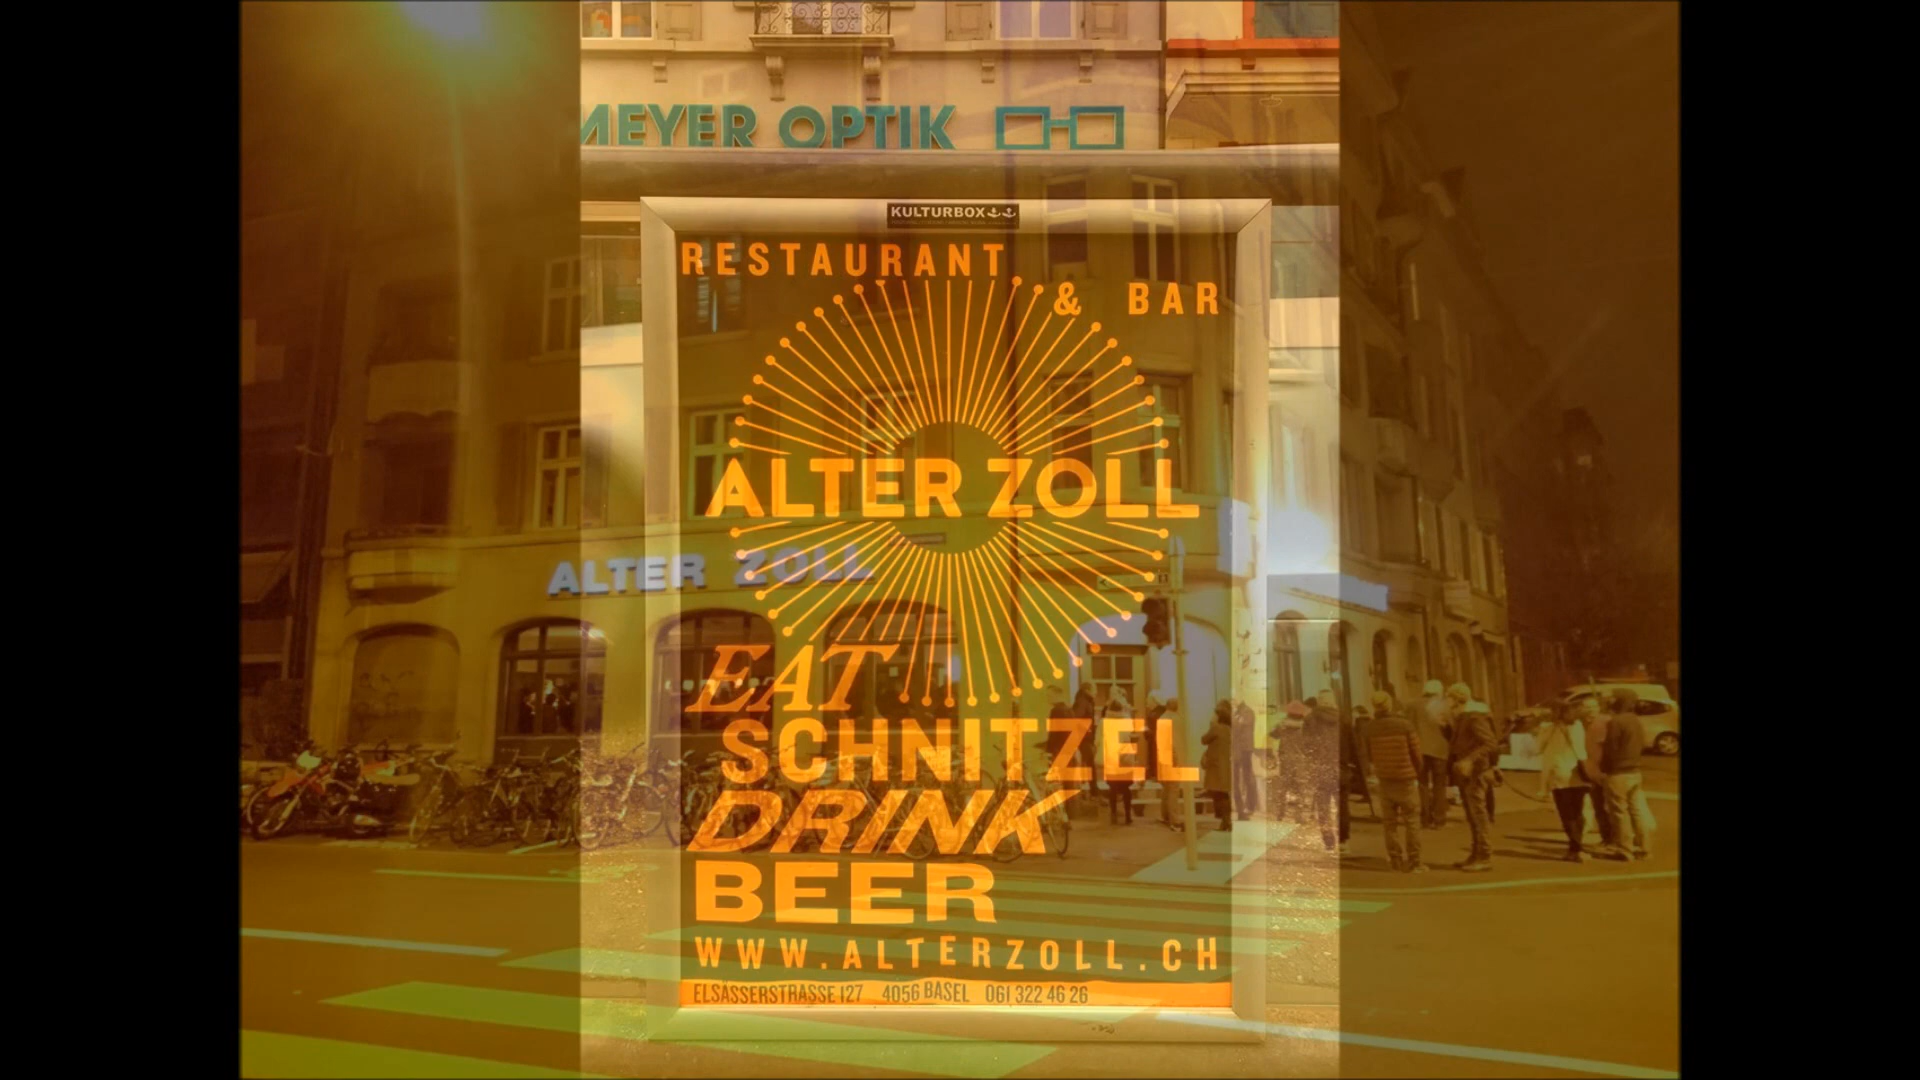 MEYER OPTIK
KULTURBOX
RESTAURANT
& BAR
ALTER ZOLL
ALTER ZOLL
EAT
SCHNITZEL
DRINK
BEER
WWW.ALTERZOLL.CH
ELSÄSSERSTRASSE 127 4056 BASEL 061 322 46 26